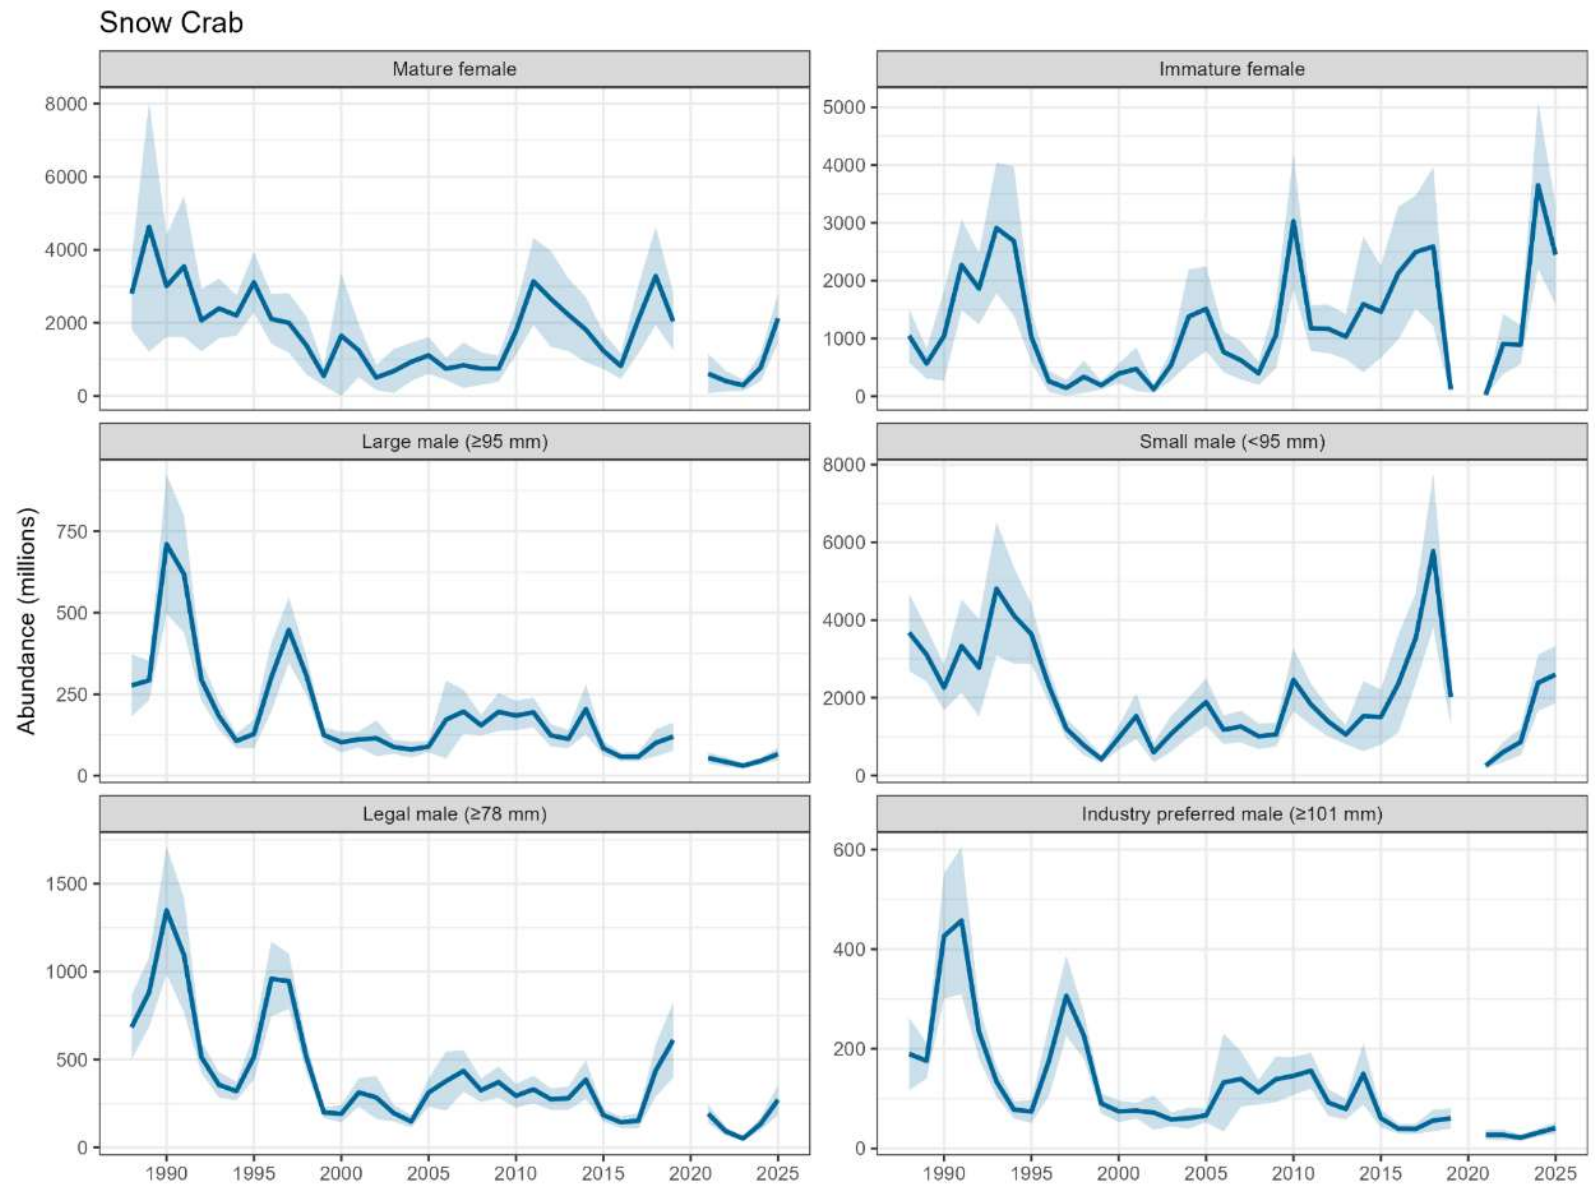 Snow Crab
Mature female
Immature female
8000
6000
4000
2000
0
5000
4000
3000
2000
1000
0
Large male (≥95 mm)
Small male (<95 mm)
Abundance (millions)
750
500
250
0
8000
6000
4000
2000
0
Legal male (≥78 mm)
Industry preferred male (≥101 mm)
1500
1000
500
0
600
400
200
0
1990 1995 2000 2005 2010 2015 2020 2025
1990 1995 2000 2005 2010 2015 2020 2025